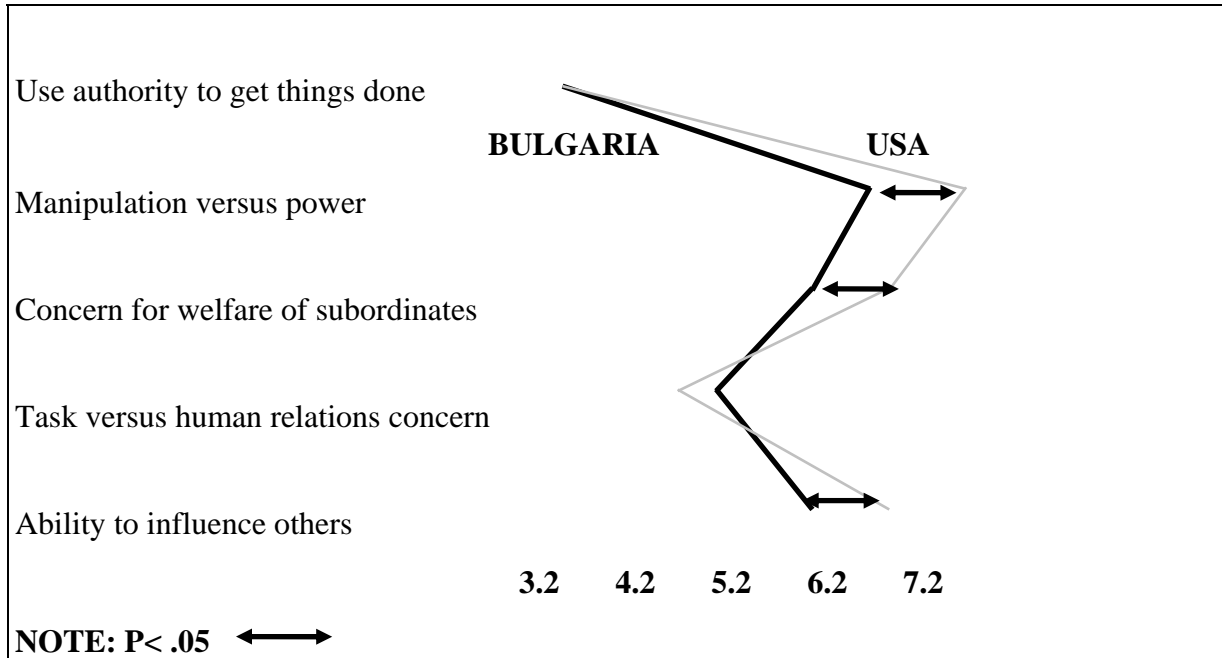 Use authority to get things done
BULGARIA USA
Manipulation versus power
Concern for welfare of subordinates
Task versus human relations concern
Ability to influence others
3.2 4.2 5.2 6.2 7.2
NOTE: P< .05